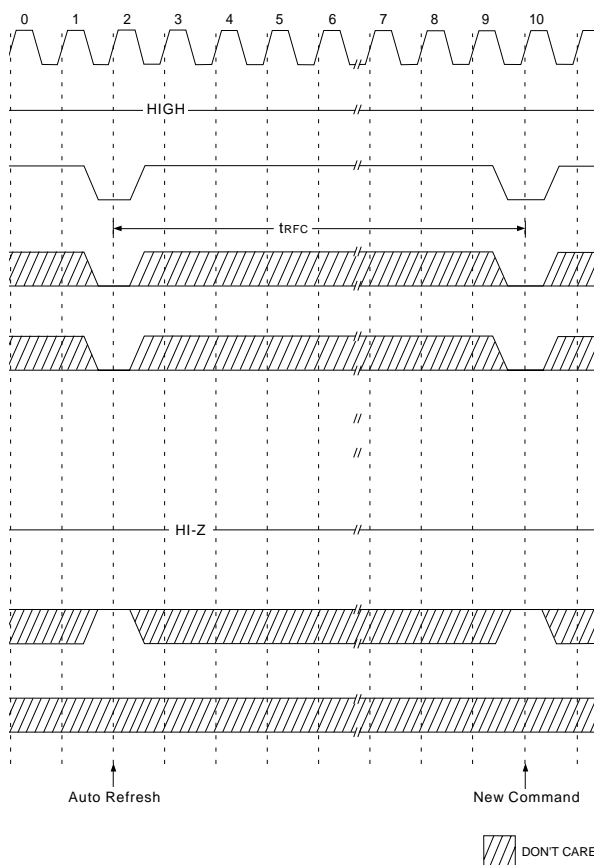 0 1 2 3 4 5 6 7 8 9 10
HIGH
tRFC
HI-Z
Auto Refresh New Command
DON'T CARE